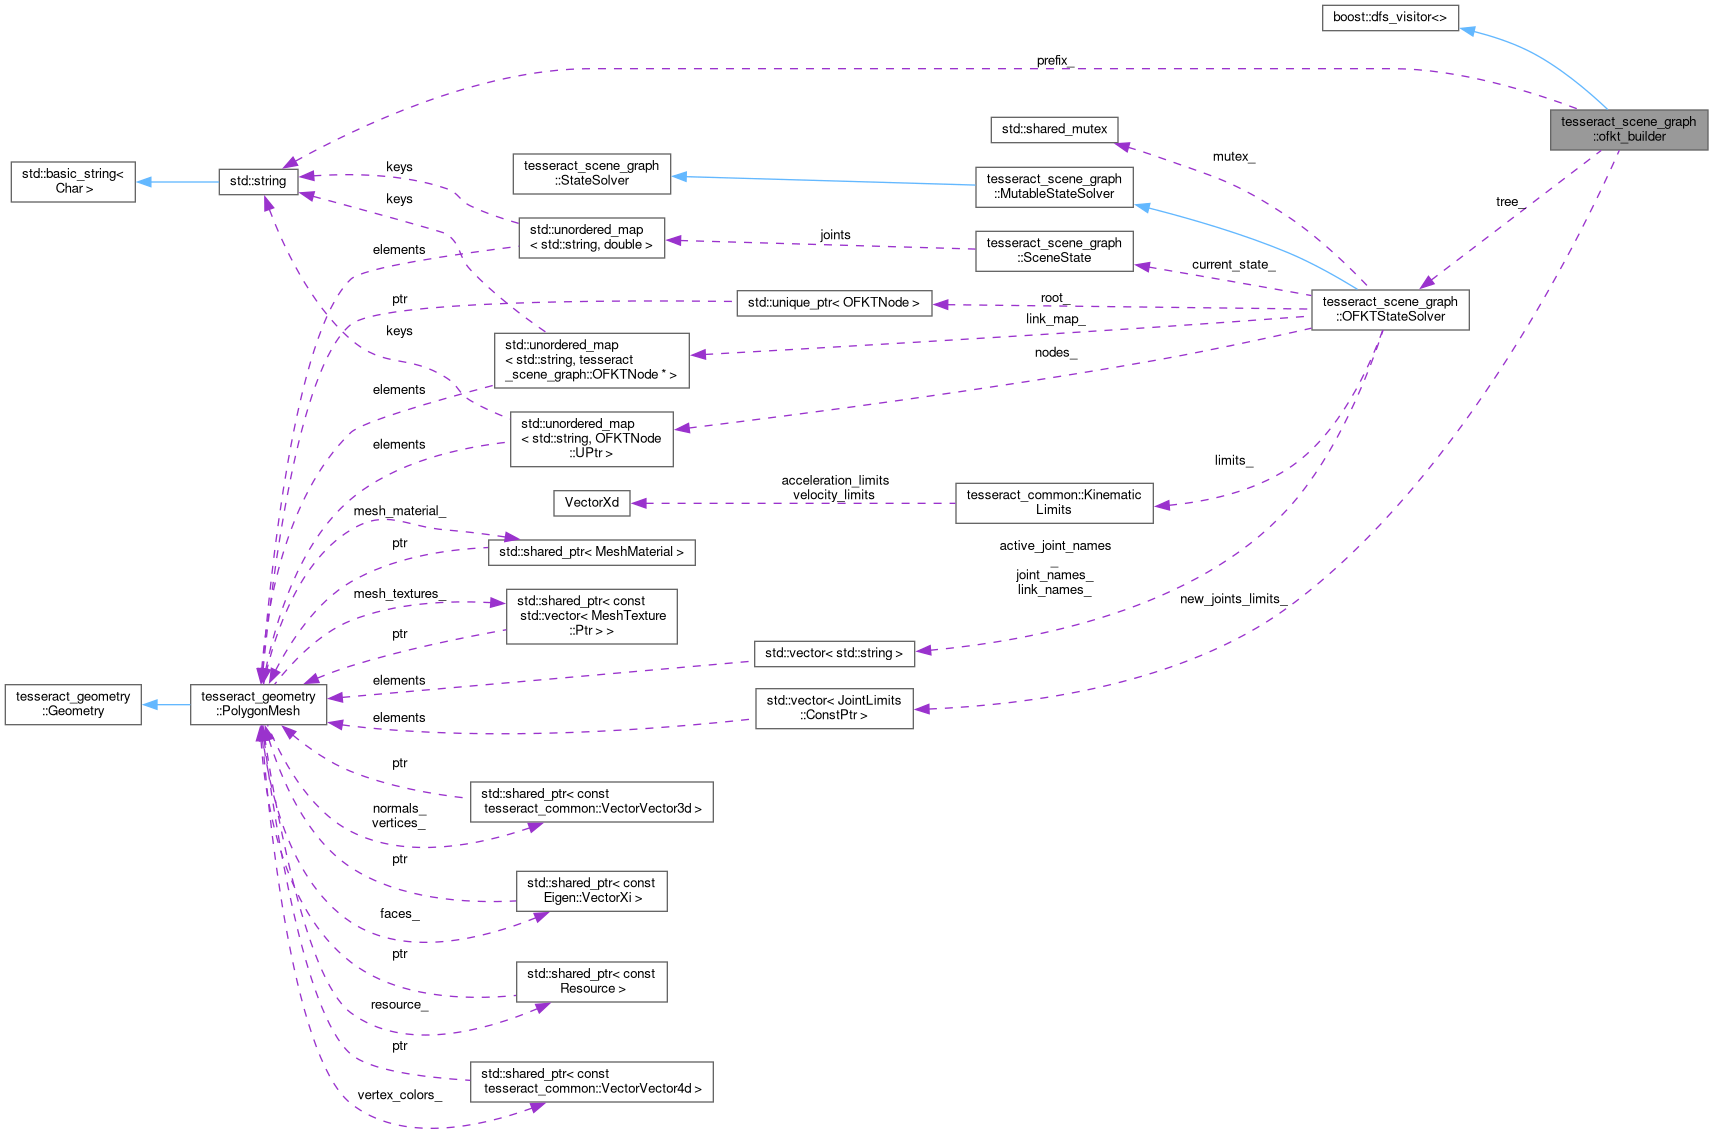 boost::dfs_visitor<>
prefix_
tesseract_scene_graph
::ofkt_builder
std::shared_mutex
mutex_
std::basic_string<
Char >
std::string
keys
tesseract_scene_graph
::StateSolver
tesseract_scene_graph
::MutableStateSolver
keys
tree_
std::unordered_map
< std::string, double >
joints
tesseract_scene_graph
::SceneState
elements
current_state_
ptr
std::unique_ptr< OFKTNode >
root_
tesseract_scene_graph
::OFKTStateSolver
keys
link_map_
std::unordered_map
< std::string, tesseract
_scene_graph::OFKTNode * >
nodes_
elements
std::unordered_map
< std::string, OFKTNode
::UPtr >
elements
limits_
acceleration_limits
velocity_limits
VectorXd
tesseract_common::Kinematic
Limits
mesh_material_
ptr
std::shared_ptr< MeshMaterial >
active_joint_names
_
joint_names_
link_names_
mesh_textures_
std::shared_ptr< const
std::vector< MeshTexture
::Ptr > >
new_joints_limits_
ptr
std::vector< std::string >
elements
tesseract_geometry
::Geometry
tesseract_geometry
::PolygonMesh
elements
std::vector< JointLimits
::ConstPtr >
ptr
std::shared_ptr< const
tesseract_common::VectorVector3d >
normals_
vertices_
ptr
std::shared_ptr< const
Eigen::VectorXi >
faces_
ptr
std::shared_ptr< const
Resource >
resource_
ptr
std::shared_ptr< const
tesseract_common::VectorVector4d >
vertex_colors_